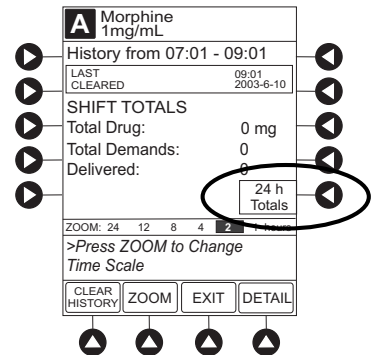 A Morphine
1mg/mL
History from 07:01 - 09:01
LAST 09:01
CLEARED 2003-6-10
SHIFT TOTALS
Total Drug: 0 mg
Total Demands: 0
Delivered: 0
24 h
Totals
ZOOM: 24 12 8 4 2 1 hours
>Press ZOOM to Change
Time Scale
CLEAR
HISTORY ZOOM EXIT DETAIL